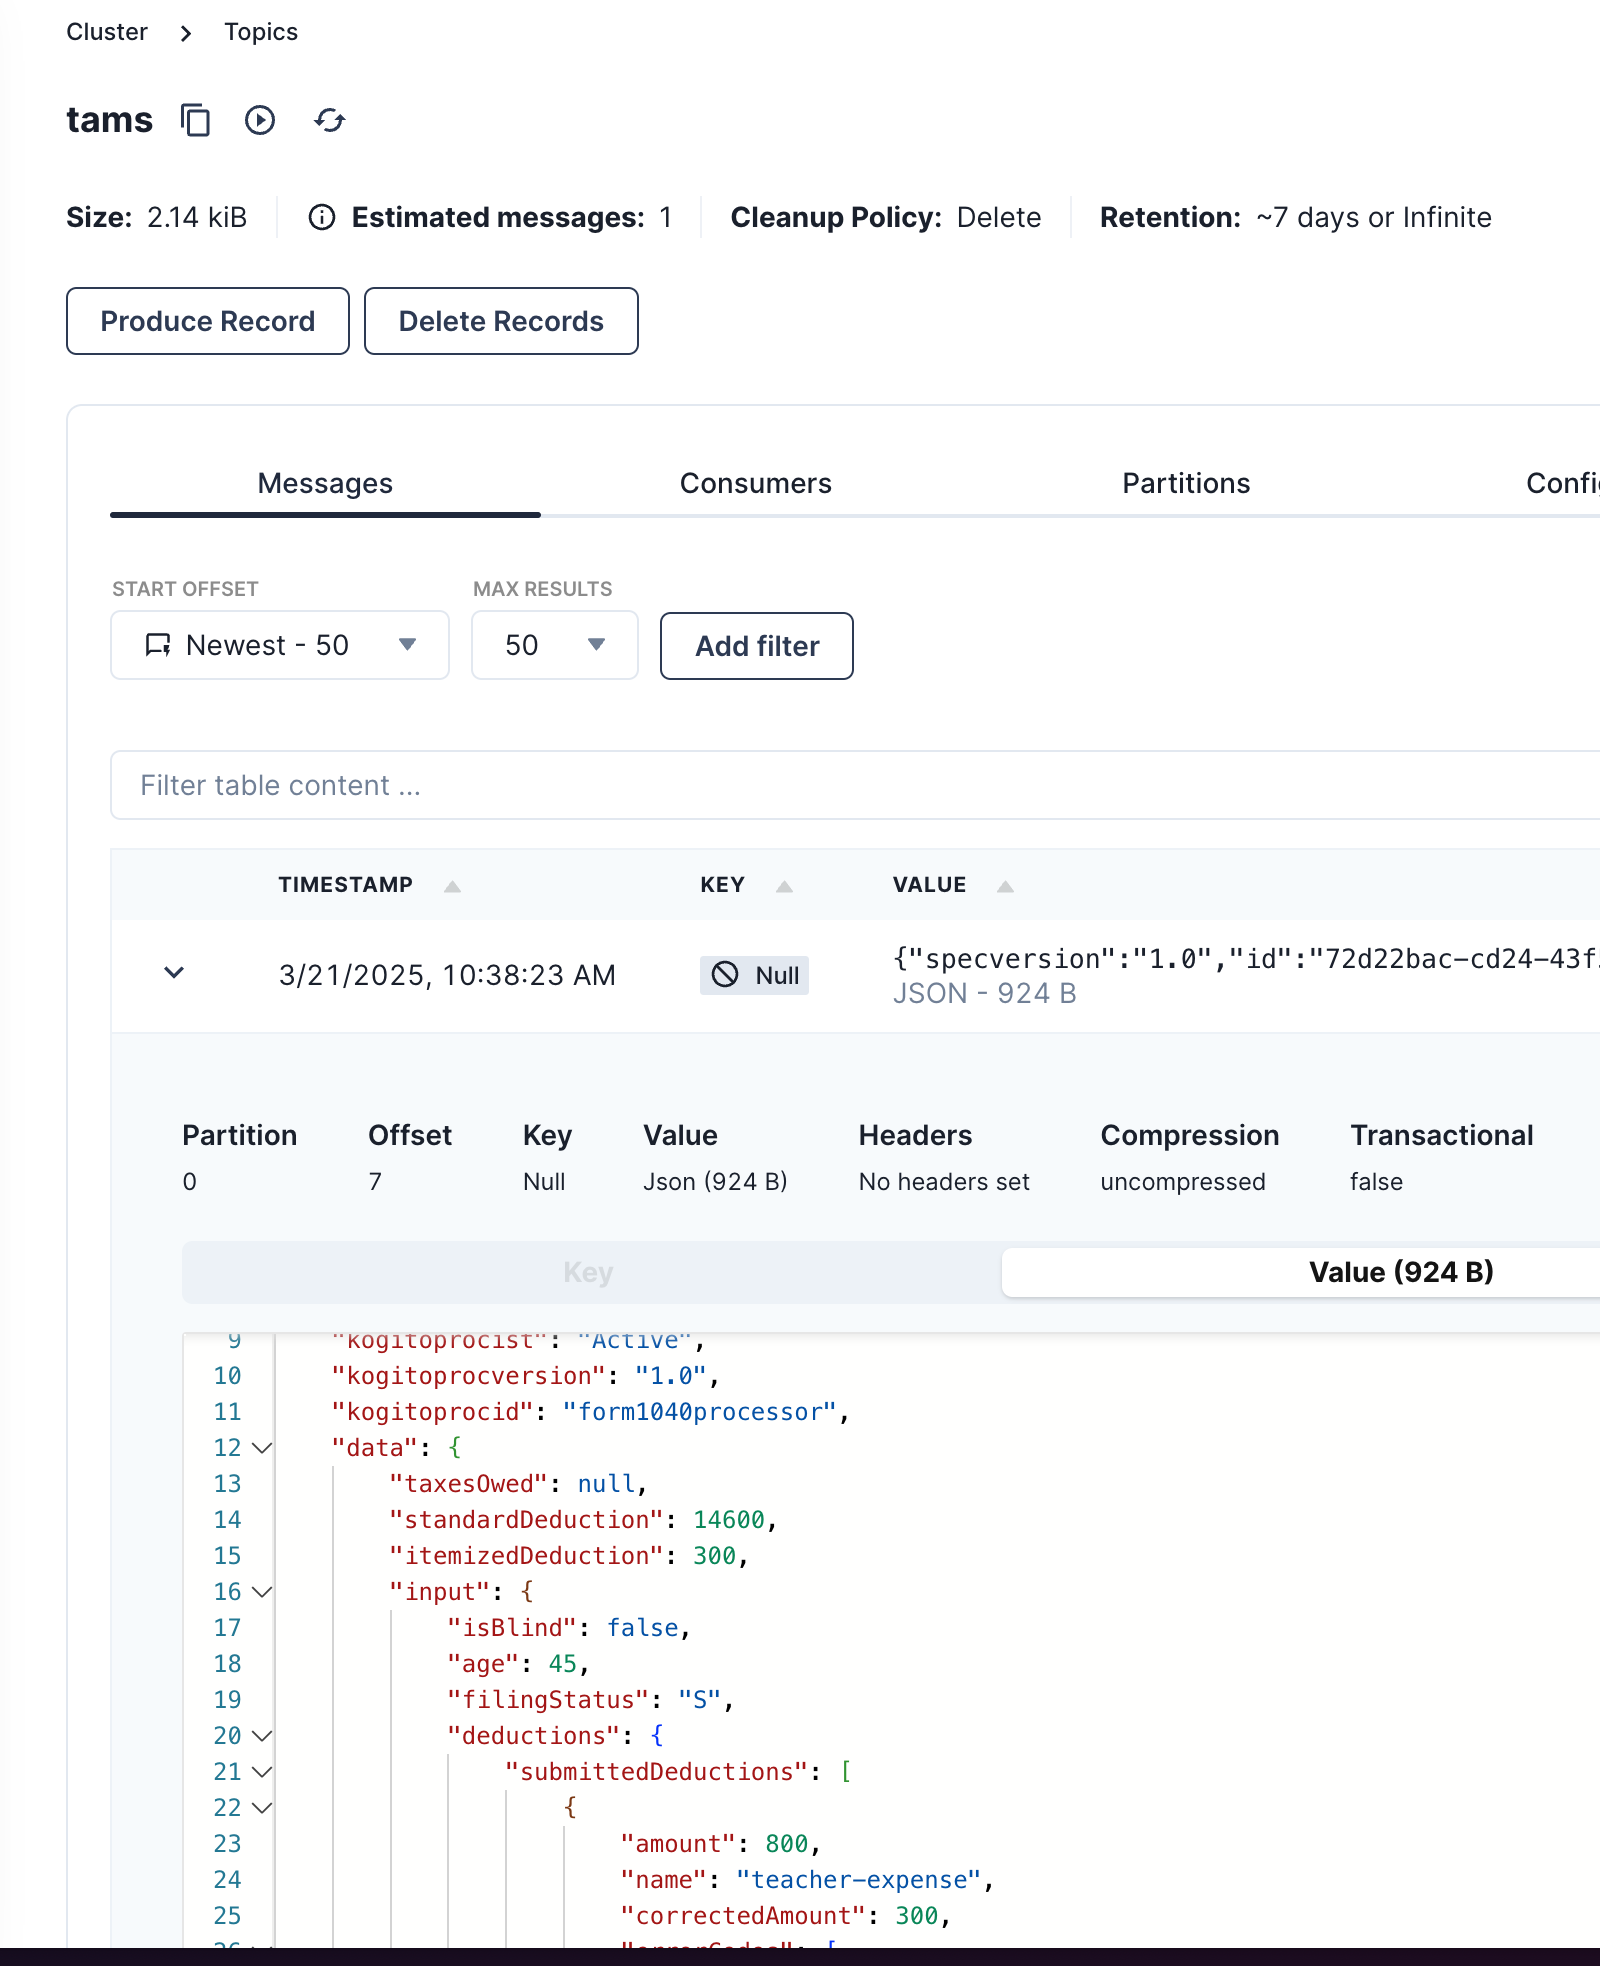 Cluster > Topics
tams
Size: 2.14 kiB Estimated messages: 1 Cleanup Policy: Delete Retention: ~7 days or Infinite
Produce Record Delete Records
Messages Consumers Partitions
START OFFSET MAX RESULTS
Newest - 50 50 Add filter
Filter table content ...
TIMESTAMP KEY VALUE
3/21/2025, 10:38:23 AM Null {"specversion":"1.0","id":"72d22bac-cd24-43f
JSON - 924 B
Partition Offset Key Value Headers Compression Transactional
0 7 Null Json (924 B) No headers set uncompressed false
Key Value (924 B)
9 "kogitoprocist": "Active",
10 "kogitoprocversion": "1.0",
11 "kogitoprocid": "form1040processor",
12 "data": {
13 "taxesOwed": null,
14 "standardDeduction": 14600,
15 "itemizedDeduction": 300,
16 "input": {
17 "isBlind": false,
18 "age": 45,
19 "filingStatus": "S",
20 "deductions": {
21 "submittedDeductions": [
22 {
23 "amount": 800,
24 "name": "teacher-expense",
25 "correctedAmount": 300,